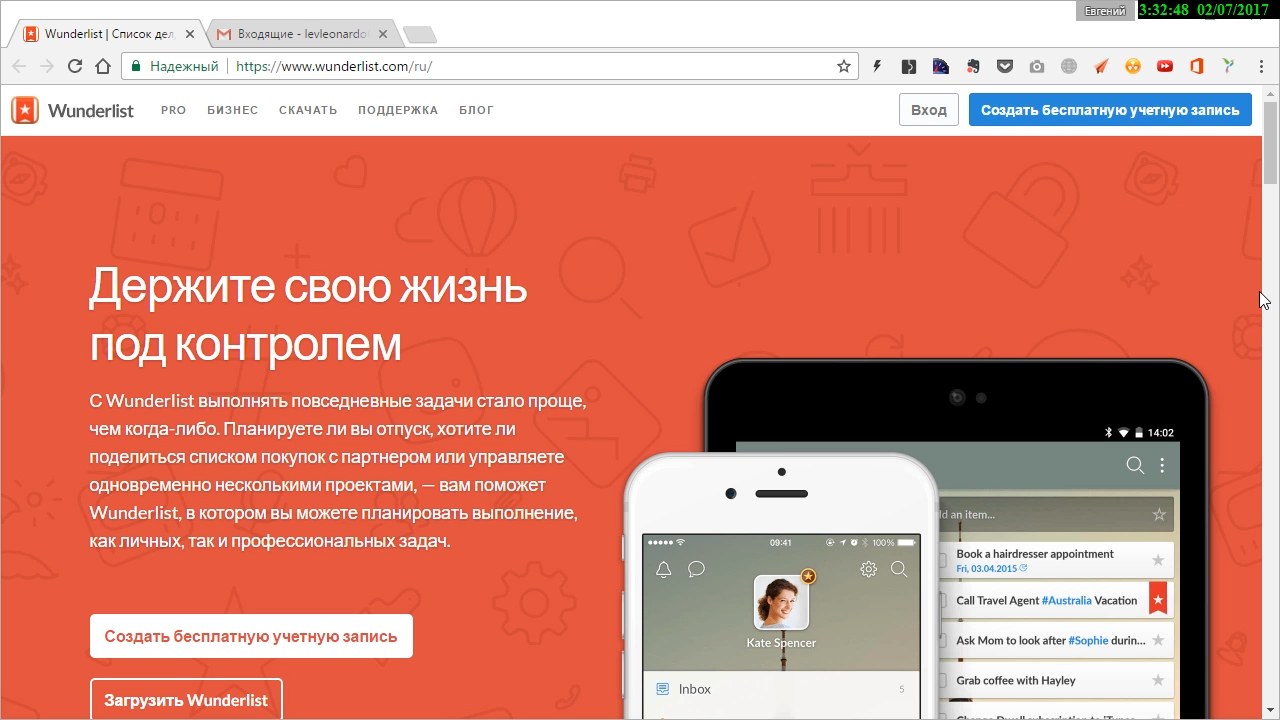 Евгений
3:32:48 02/07/2017
Wunderlist | Список дел
Входящие - levleonardo
Надежный
https://www.wunderlist.com/ru/
Wunderlist
PRO
БИЗНЕС
СКАЧАТЬ
ПОДДЕРЖКА
БЛОГ
Вход
Создать бесплатную учетную запись
Держите свою жизнь
под контролем
С Wunderlist выполнять повседневные задачи стало проще,
чем когда-либо. Планируете ли вы отпуск, хотите ли
поделиться списком покупок с партнером или управляете
одновременно несколькими проектами, — вам поможет
Wunderlist, в котором вы можете планировать выполнение,
как личных, так и профессиональных задач.
Создать бесплатную учетную запись
Загрузить Wunderlist
09:41
100%
Kate Spencer
Inbox
5
14:02
an item...
Book a hairdresser appointment
Fri, 03.04.2015
Call Travel Agent #Australia Vacation
Ask Mom to look after #Sophie durin...
Grab coffee with Hayley